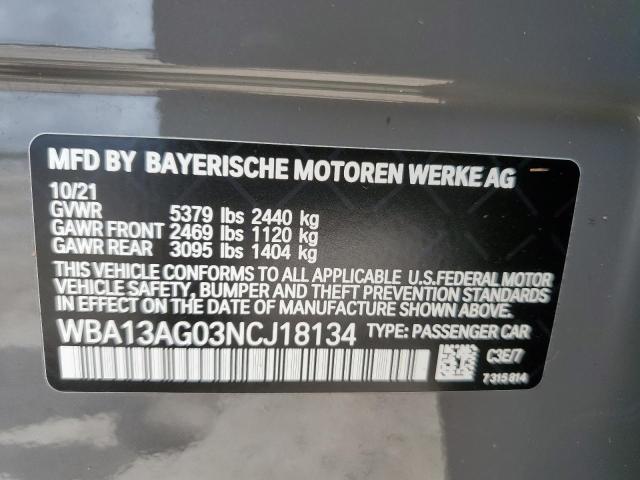 MFD BY BAYERISCHE MOTOREN WERKE AG
10/21
GVWR 5379 lbs 2440 kg
GAWR FRONT 2469 lbs 1120 kg
GAWR REAR 3095 lbs 1404 kg
THIS VEHICLE CONFORMS TO ALL APPLICABLE U.S.FEDERAL MOTOR
VEHICLE SAFETY, BUMPER AND THEFT PREVENTION STANDARDS
IN EFFECT ON THE DATE OF MANUFACTURE SHOWN ABOVE.
WBA13AG03NCJ18134 TYPE: PASSENGER CAR
C3E/7
7315814